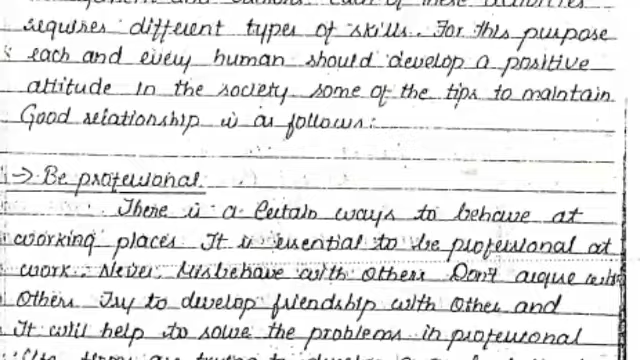 requires different types of skills. For this purpose
each and every human should develop a positive
attitude in the society some of the tips to maintain
Good relationship is as follows:
→ Be professional.
There is a Certain ways to behave at
working places It is essential to be professional at
work. Never Misbehave with others Don't argue with
Others. Try to develop friendship with Other and
It will help to solve the problems in professional